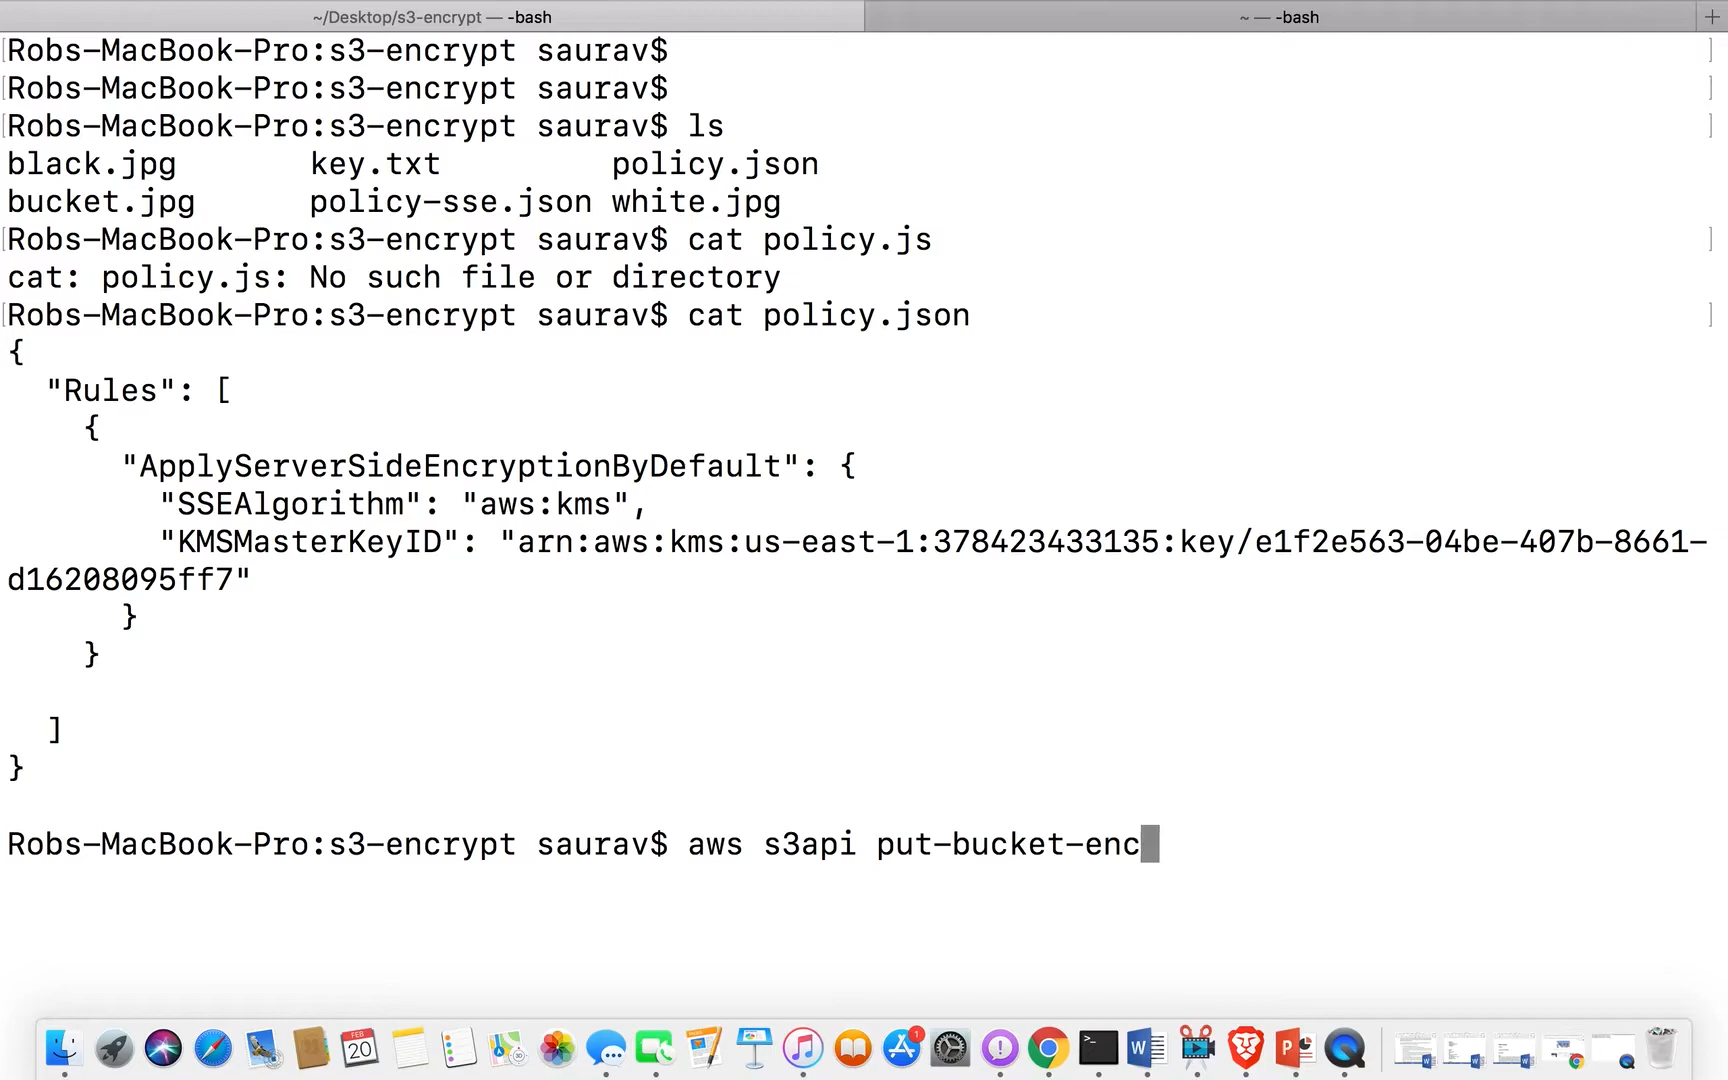 ~/Desktop/s3-encrypt — -bash
~ — -bash
Robs-MacBook-Pro:s3-encrypt saurav$
Robs-MacBook-Pro:s3-encrypt saurav$
Robs-MacBook-Pro:s3-encrypt saurav$ ls
black.jpg key.txt policy.json
bucket.jpg policy-sse.json white.jpg
Robs-MacBook-Pro:s3-encrypt saurav$ cat policy.js
cat: policy.js: No such file or directory
Robs-MacBook-Pro:s3-encrypt saurav$ cat policy.json
{
"Rules": [
{
"ApplyServerSideEncryptionByDefault": {
"SSEAlgorithm": "aws:kms",
"KMSMasterKeyID": "arn:aws:kms:us-east-1:378423433135:key/e1f2e563-04be-407b-8661-
d16208095ff7"
}
}
]
}
Robs-MacBook-Pro:s3-encrypt saurav$ aws s3api put-bucket-enc
FEB
20
1